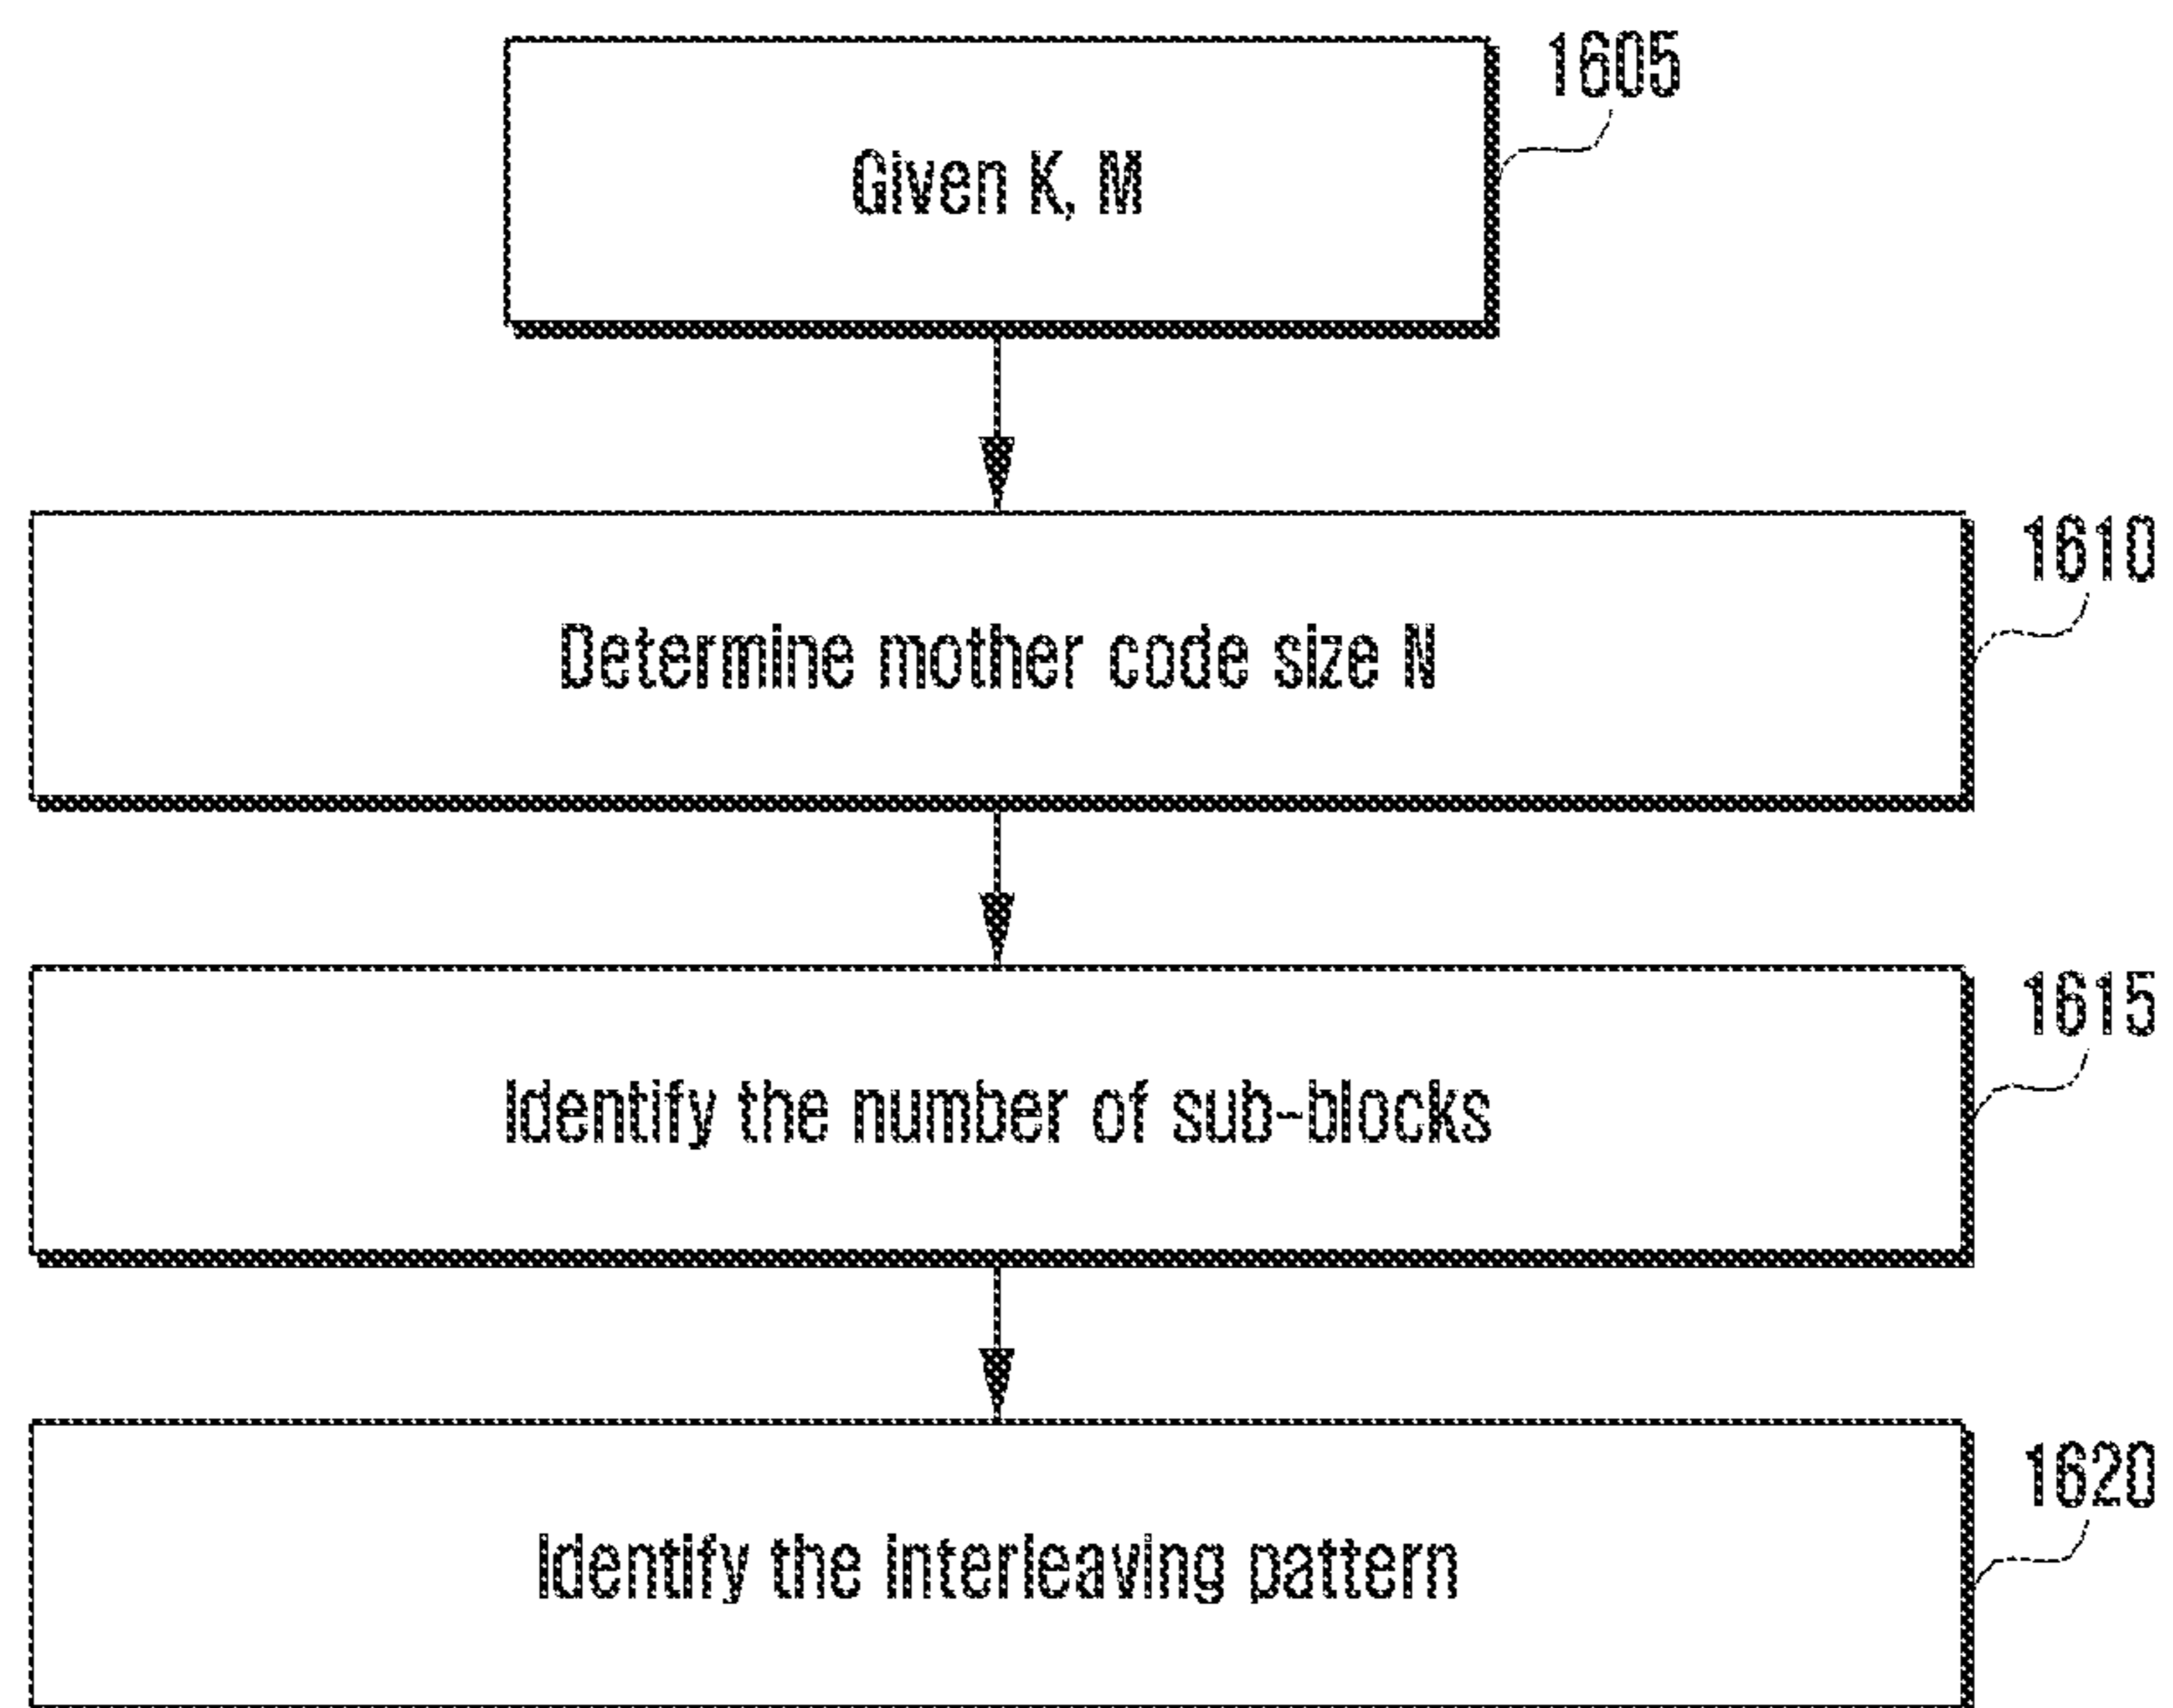 1605
Given K, M
1610
Determine mother code size N
1615
Identify the number of sub-blocks
1620
Identify the interleaving pattern